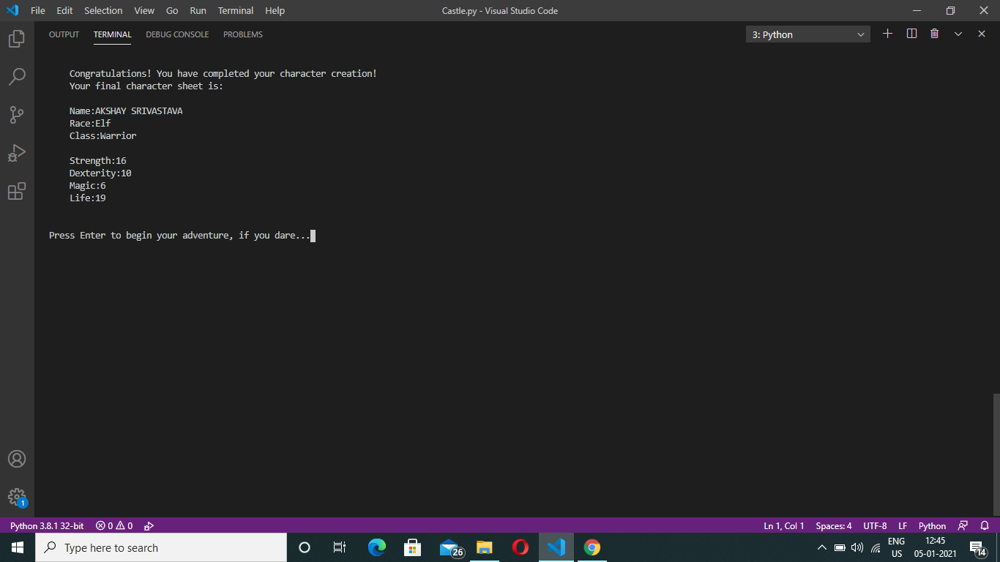 File Edit Selection View Go Run Terminal Help Castle.py - Visual Studio Code
OUTPUT TERMINAL DEBUG CONSOLE PROBLEMS 3: Python
Congratulations! You have completed your character creation!
Your final character sheet is:
Name:AKSHAY SRIVASTAVA
Race:Elf
Class:Warrior
Strength:16
Dexterity:10
Magic:6
Life:19
Press Enter to begin your adventure, if you dare...
1
Python 3.8.1 32-bit 0 0 Ln 1, Col 1 Spaces: 4 UTF-8 LF Python
Type here to search 26 ENG 12:45
US 05-01-2021 14